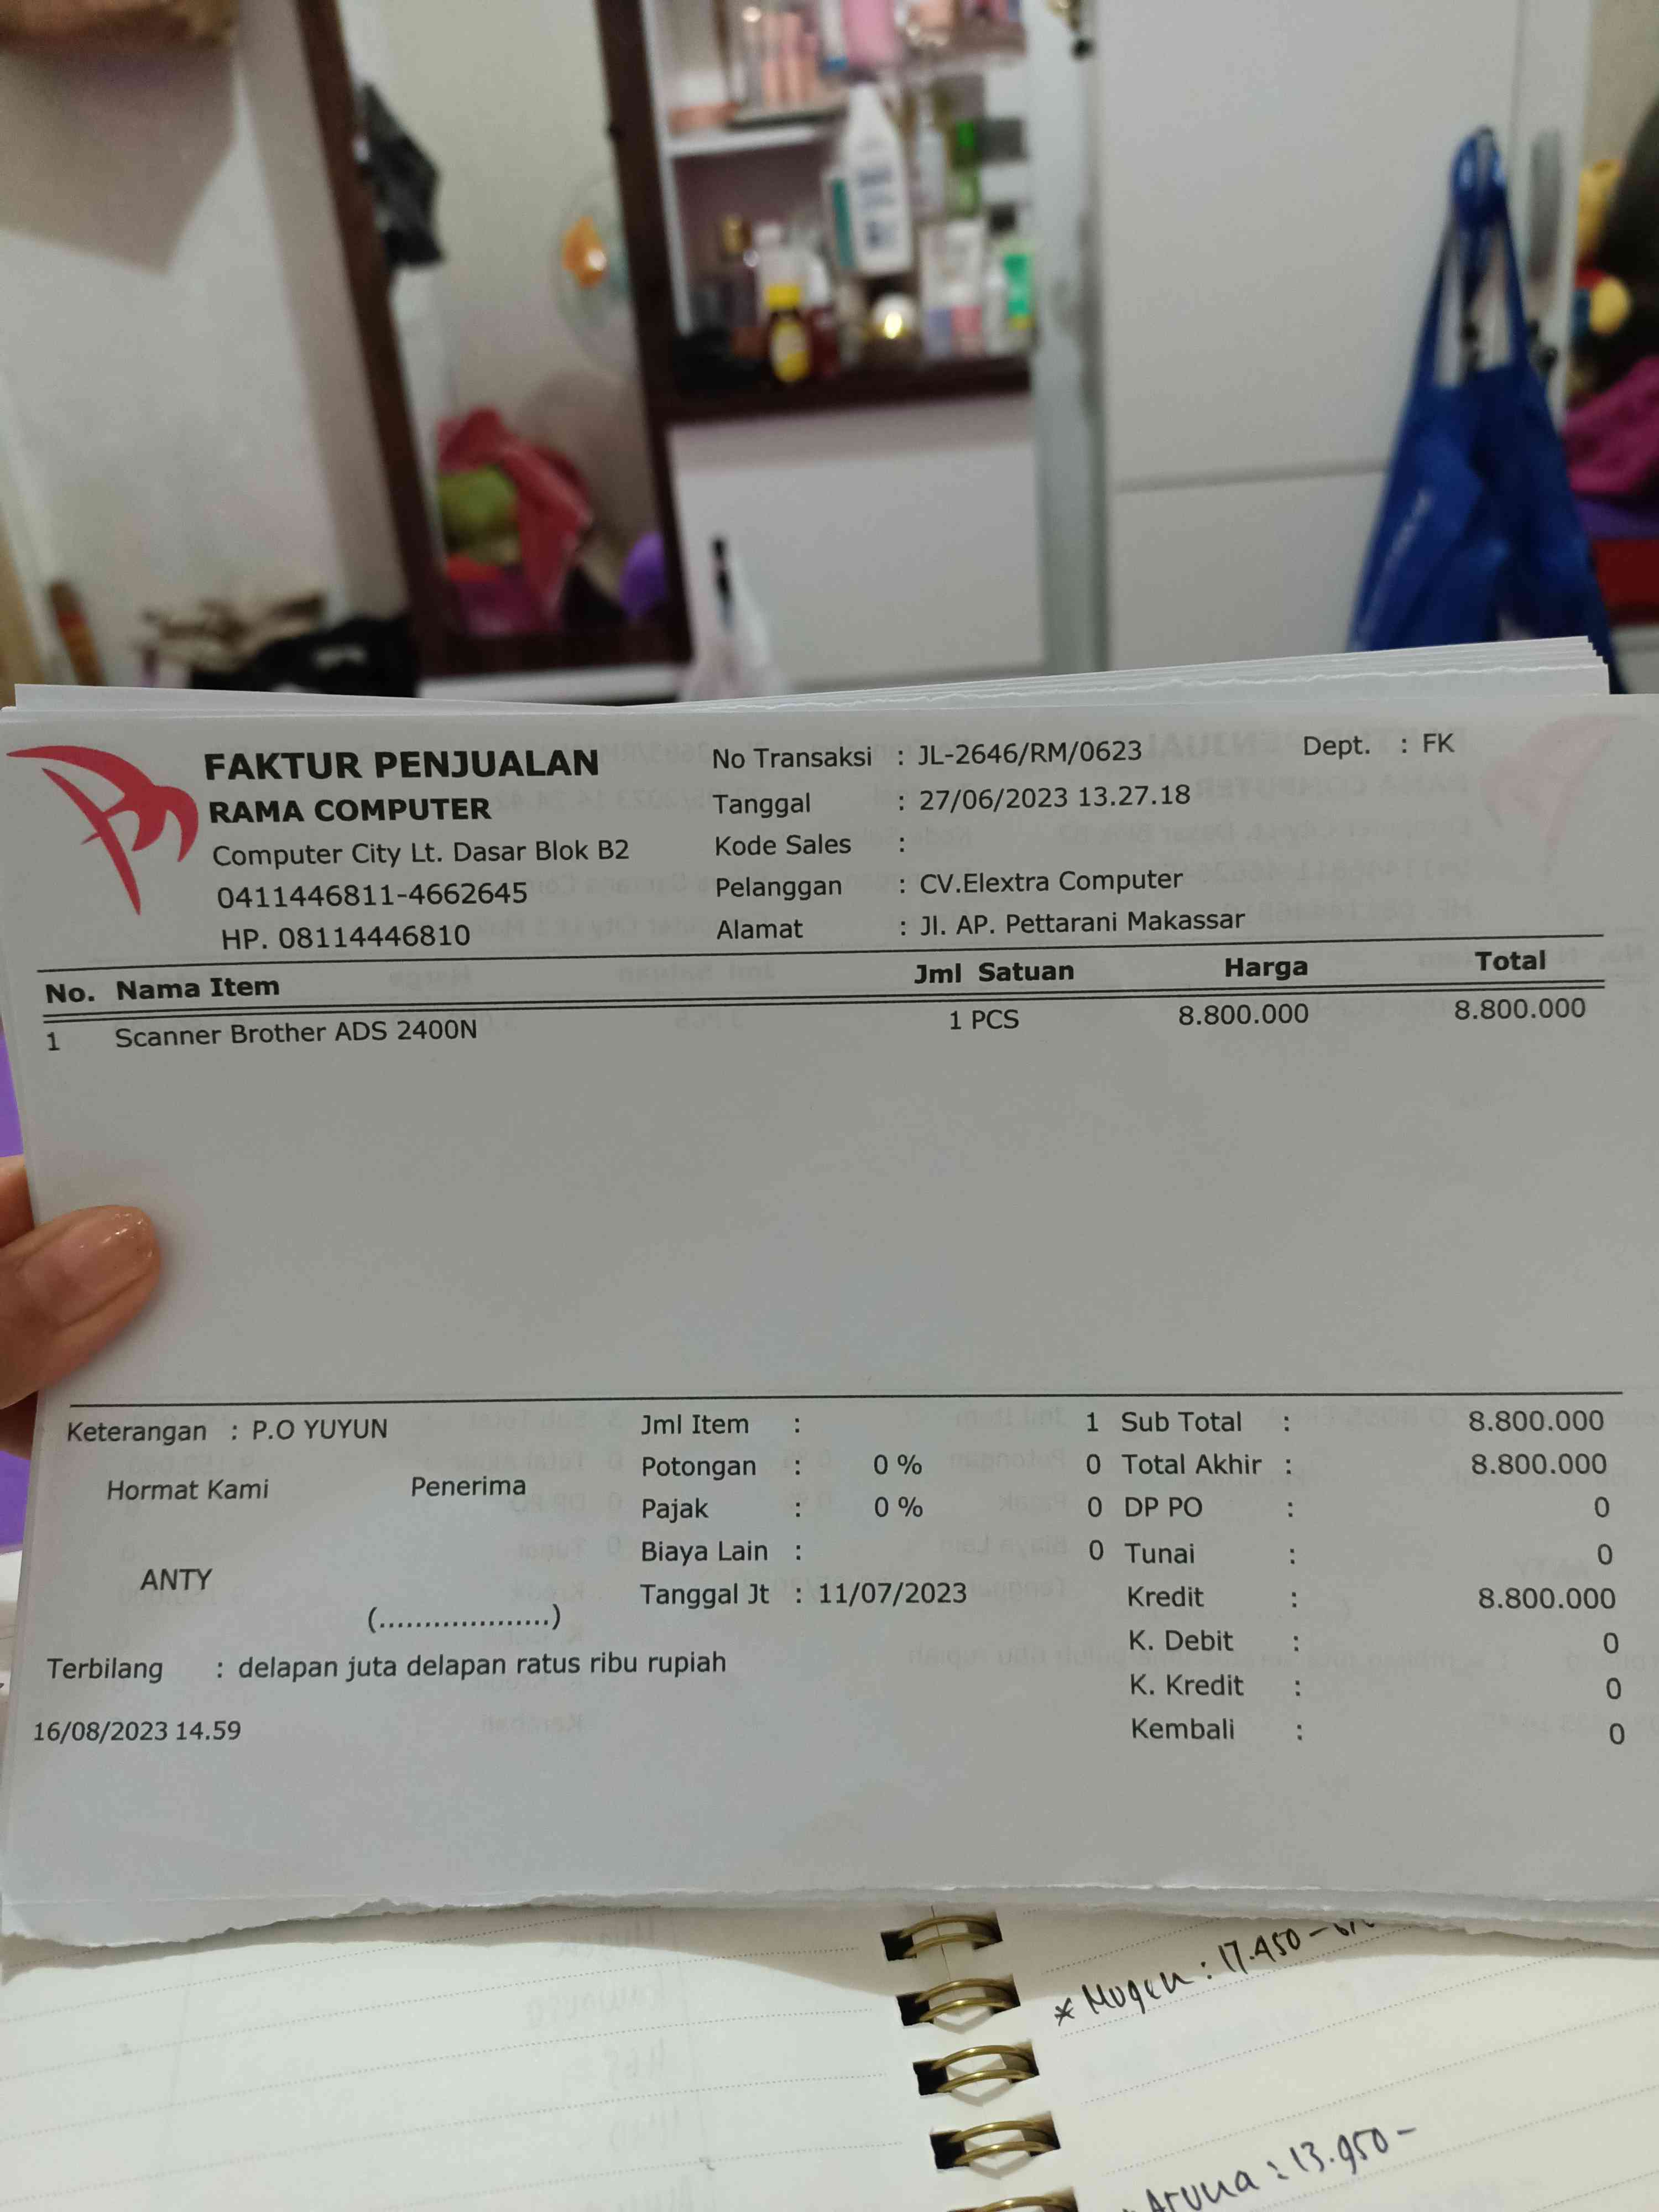 FAKTUR PENJUALAN
RAMA COMPUTER
Computer City Lt. Dasar Blok B2
0411446811-4662645
HP. 08114446810
No Transaksi : JL-2646/RM/0623
Dept. : FK
Tanggal : 27/06/2023 13.27.18
Kode Sales :
Pelanggan : CV.Elextra Computer
Alamat : Jl. AP. Pettarani Makassar
No. Nama Item Jml Satuan Harga Total
1 Scanner Brother ADS 2400N 1 PCS 8.800.000 8.800.000
Keterangan : P.O YUYUN
Hormat Kami Penerima
ANTY
(...................)
Jml Item : 1
Potongan : 0 % 0
Pajak : 0 % 0
Biaya Lain : 0
Tanggal Jt : 11/07/2023
Sub Total : 8.800.000
Total Akhir : 8.800.000
DP PO : 0
Tunai : 0
Kredit : 8.800.000
K. Debit : 0
K. Kredit : 0
Kembali : 0
Terbilang : delapan juta delapan ratus ribu rupiah
16/08/2023 14.59
* Mugen : 17.450 -
Aruna : 13.950 -